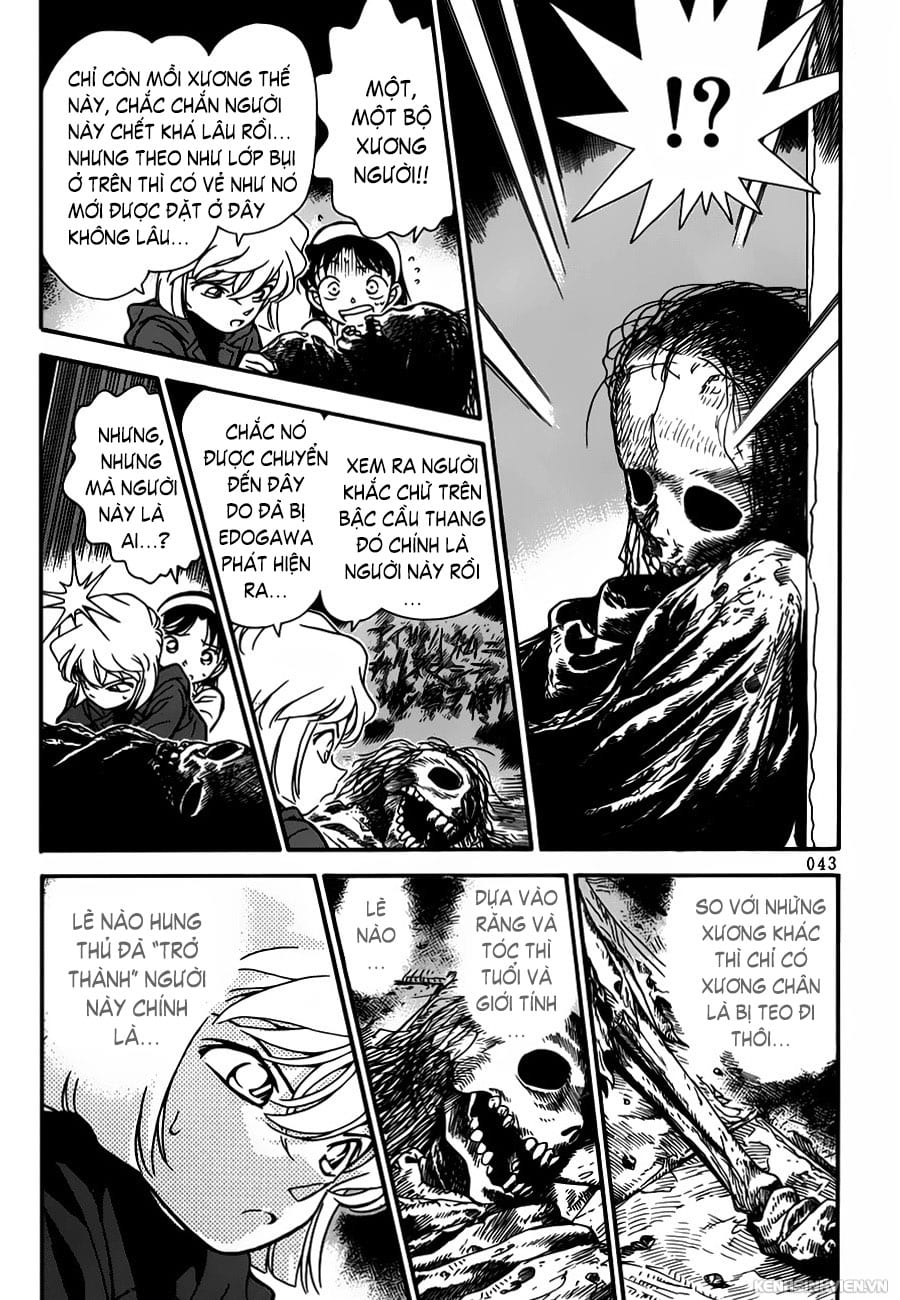 !?
MỘT,
MỘT BỘ
XƯƠNG
NGƯỜI!!
CHỈ CÒN MỖI XƯƠNG THẾ
NÀY, CHẮC CHẮN NGƯỜI
NÀY CHẾT KHÁ LÂU RỒI...
NHƯNG THEO NHƯ LỚP BỤI
Ở TRÊN THÌ CÓ VẺ NHƯ NÓ
MỚI ĐƯỢC ĐẶT Ở ĐÂY
KHÔNG LÂU...
XEM RA NGƯỜI
KHẮC CHỮ TRÊN
BẬC CẦU THANG
ĐÓ CHÍNH LÀ
NGƯỜI NÀY RỒI
...
CHẮC NÓ
ĐƯỢC CHUYỂN
ĐẾN ĐÂY
DO ĐÃ BỊ
EDOGAWA
PHÁT HIỆN
RA...
NHƯNG,
NHƯNG
MÀ NGƯỜI
NÀY LÀ
AI...?
043
SO VỚI NHỮNG
XƯƠNG KHÁC
THÌ CHỈ CÓ
XƯƠNG CHÂN
LÀ BỊ TEO ĐI
THÔI...
DỰA VÀO
RĂNG VÀ
TÓC THÌ
TUỔI VÀ
GIỚI TÍNH
...
LẼ
NÀO
...
LẼ NÀO HUNG
THỦ ĐÃ "TRỞ
THÀNH" NGƯỜI
NÀY CHÍNH
LÀ...